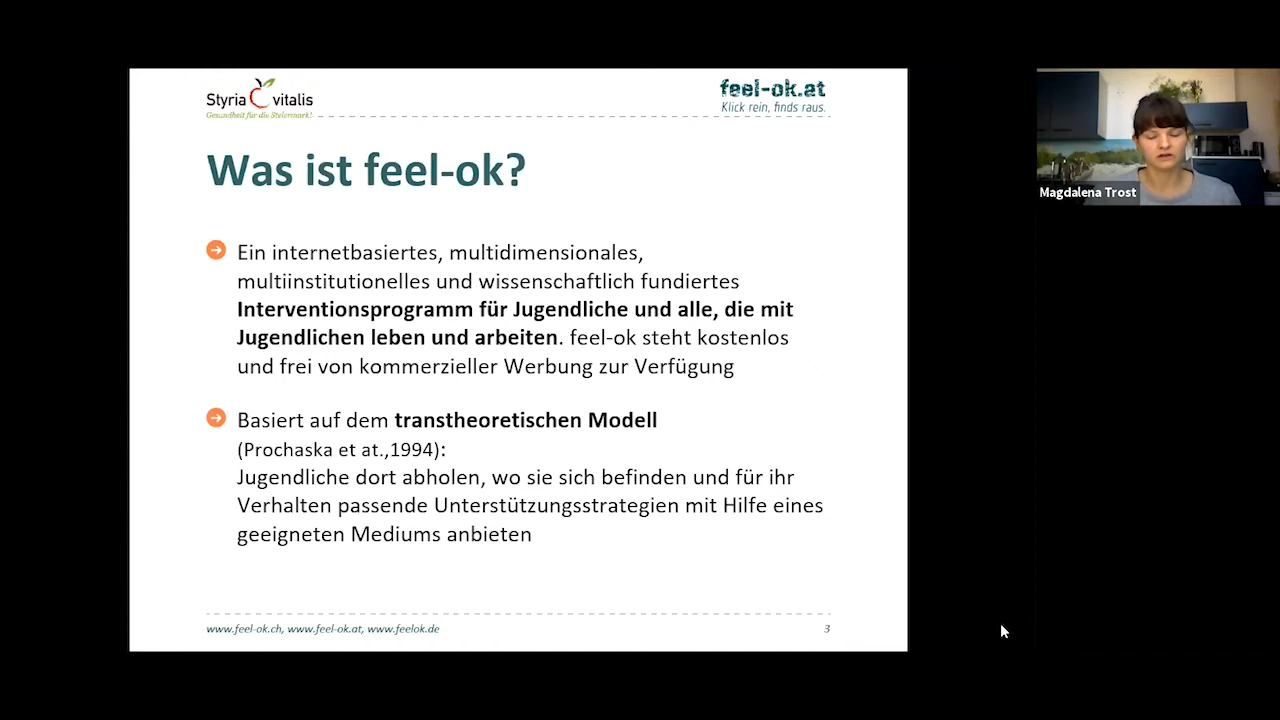 Styria vitalis
Gesundheit für die Steiermark!
feel-ok.at
Klick rein, finds raus.
Was ist feel-ok?
Ein internetbasiertes, multidimensionales,
multiinstitutionelles und wissenschaftlich fundiertes
Interventionsprogramm für Jugendliche und alle, die mit
Jugendlichen leben und arbeiten. feel-ok steht kostenlos
und frei von kommerzieller Werbung zur Verfügung
Basiert auf dem transtheoretischen Modell
(Prochaska et at.,1994):
Jugendliche dort abholen, wo sie sich befinden und für ihr
Verhalten passende Unterstützungsstrategien mit Hilfe eines
geeigneten Mediums anbieten
www.feel-ok.ch, www.feel-ok.at, www.feelok.de
3
Magdalena Trost